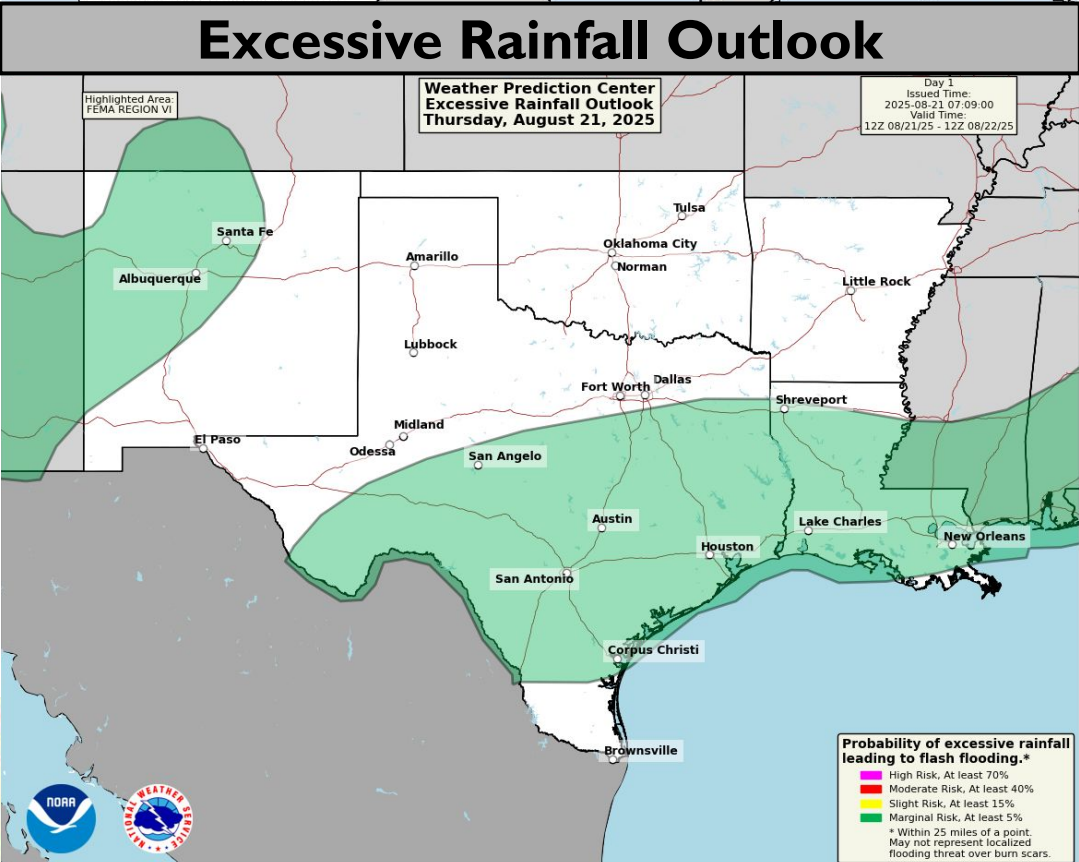 Excessive Rainfall Outlook
Highlighted Area:
FEMA REGION VI
Weather Prediction Center
Excessive Rainfall Outlook
Thursday, August 21, 2025
Day 1
Issued Time:
2025-08-21 07:09:00
Valid Time:
12Z 08/21/25 - 12Z 08/22/25
Tulsa
Santa Fe
Oklahoma City
Amarillo
Norman
Albuquerque
Little Rock
Lubbock
Dallas
Fort Worth
Shreveport
Midland
El Paso
Odessa
San Angelo
Austin
Lake Charles
New Orleans
Houston
San Antonio
Corpus Christi
Brownsville
Probability of excessive rainfall
leading to flash flooding.*
High Risk, At least 70%
Moderate Risk, At least 40%
Slight Risk, At least 15%
Marginal Risk, At least 5%
* Within 25 miles of a point.
May not represent localized
flooding threat over burn scars.
NOAA
NATIONAL WEATHER SERVICE